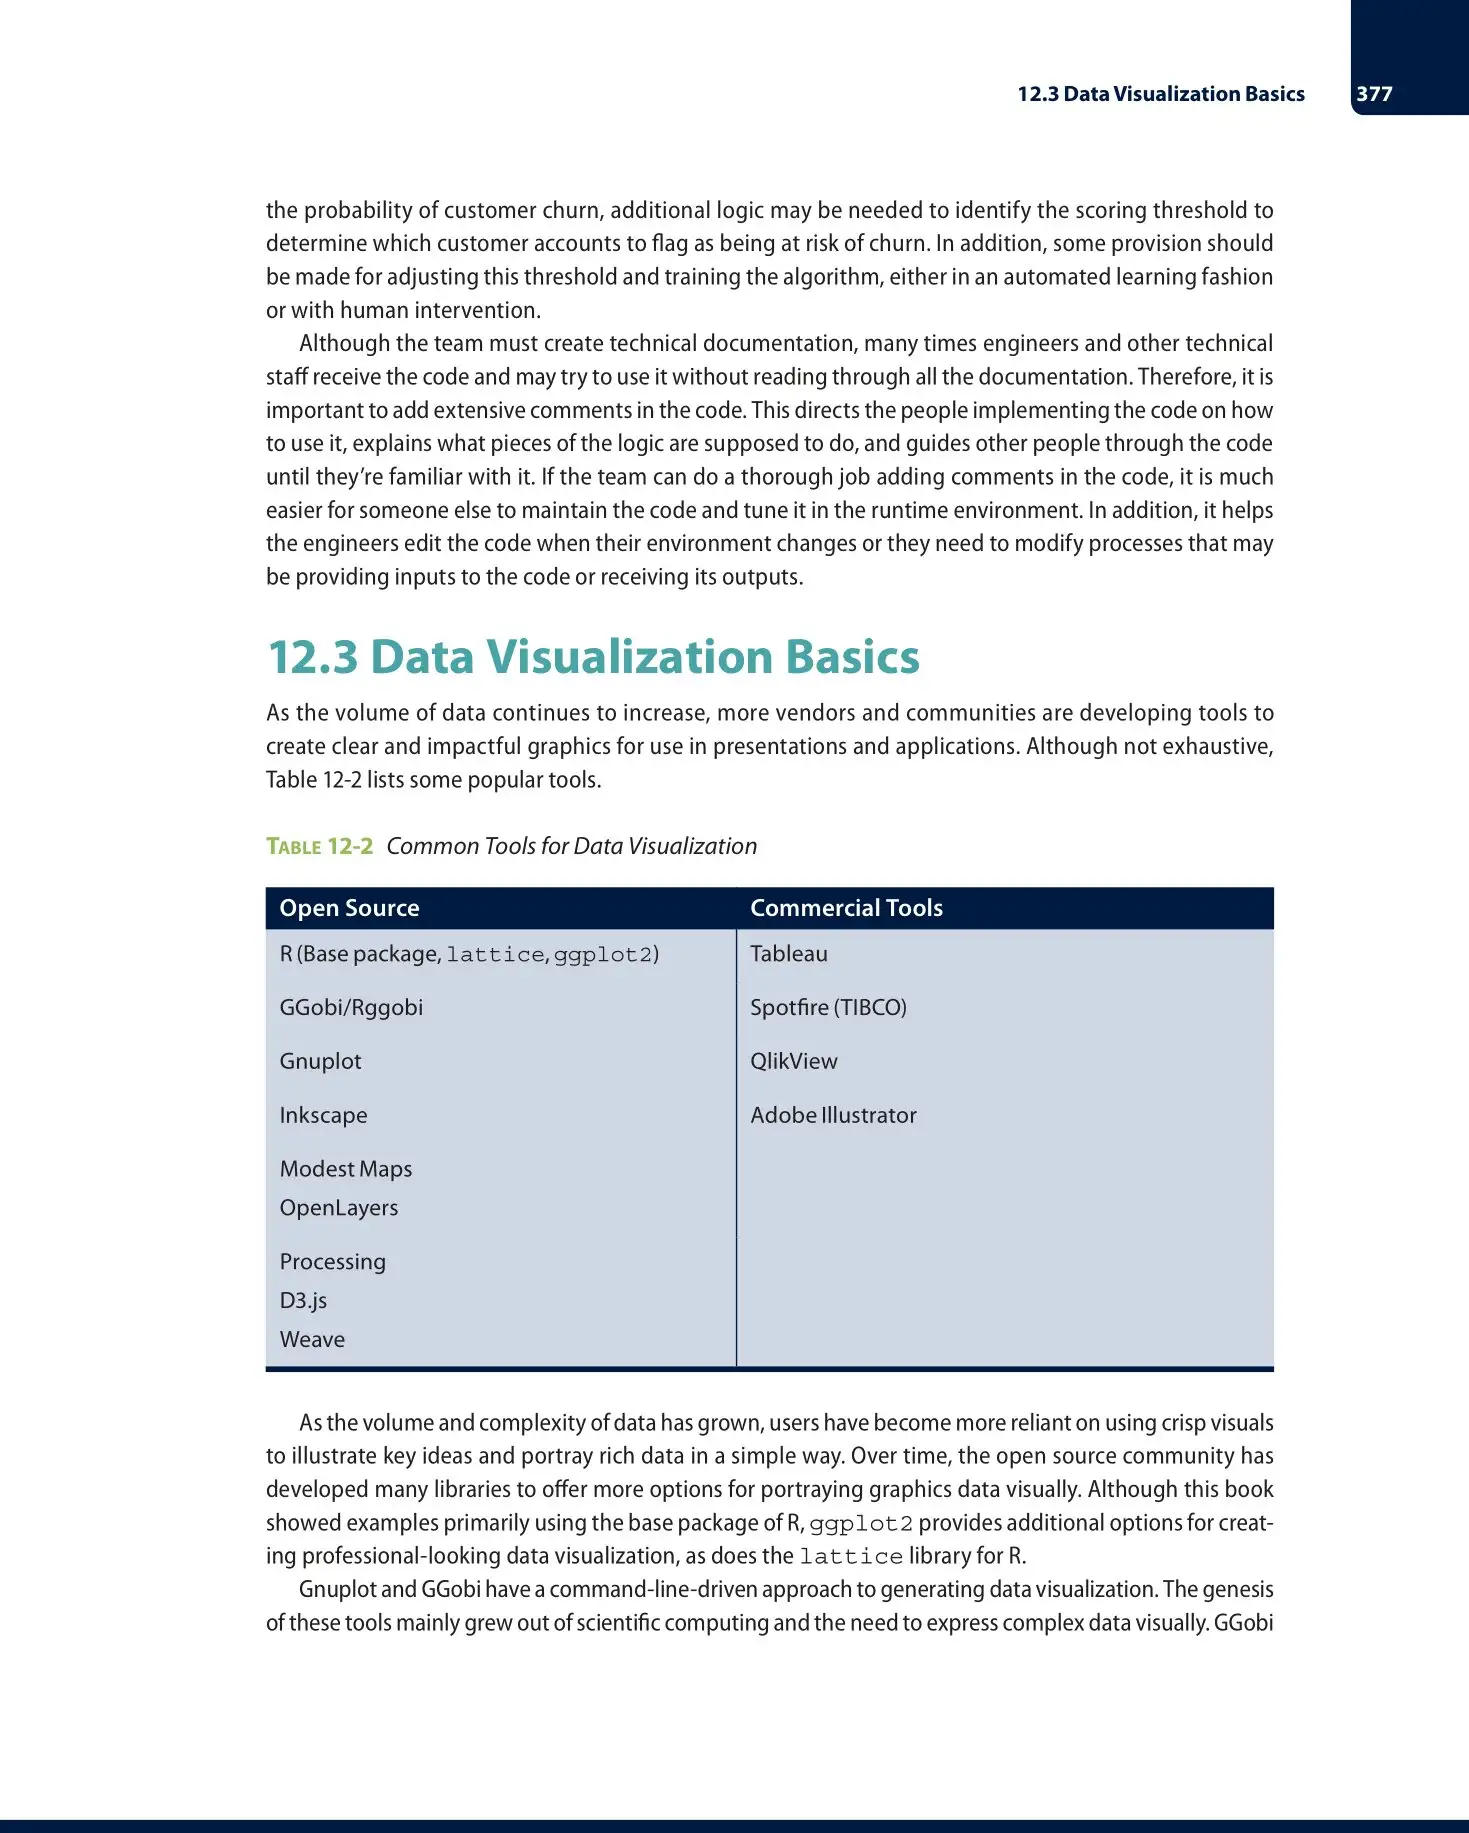 12.3 Data Visualization Basics 377
the probability of customer churn, additional logic may be needed to identify the scoring threshold to
determine which customer accounts to flag as being at risk of churn. In addition, some provision should
be made for adjusting this threshold and training the algorithm, either in an automated learning fashion
or with human intervention.
Although the team must create technical documentation, many times engineers and other technical
staff receive the code and may try to use it without reading through all the documentation. Therefore, it is
important to add extensive comments in the code. This directs the people implementing the code on how
to use it, explains what pieces of the logic are supposed to do, and guides other people through the code
until they’re familiar with it. If the team can do a thorough job adding comments in the code, it is much
easier for someone else to maintain the code and tune it in the runtime environment. In addition, it helps
the engineers edit the code when their environment changes or they need to modify processes that may
be providing inputs to the code or receiving its outputs.
12.3 Data Visualization Basics
As the volume of data continues to increase, more vendors and communities are developing tools to
create clear and impactful graphics for use in presentations and applications. Although not exhaustive,
Table 12-2 lists some popular tools.
TABLE 12-2 Common Tools for Data Visualization
Open Source Commercial Tools
R (Base package, lattice, ggplot2) Tableau
GGobi/Rggobi Spotfire (TIBCO)
Gnuplot QlikView
Inkscape Adobe Illustrator
Modest Maps
OpenLayers
Processing
D3.js
Weave
As the volume and complexity of data has grown, users have become more reliant on using crisp visuals
to illustrate key ideas and portray rich data in a simple way. Over time, the open source community has
developed many libraries to offer more options for portraying graphics data visually. Although this book
showed examples primarily using the base package of R, ggplot2 provides additional options for creat-
ing professional-looking data visualization, as does the lattice library for R.
Gnuplot and GGobi have a command-line-driven approach to generating data visualization. The genesis
of these tools mainly grew out of scientific computing and the need to express complex data visually. GGobi